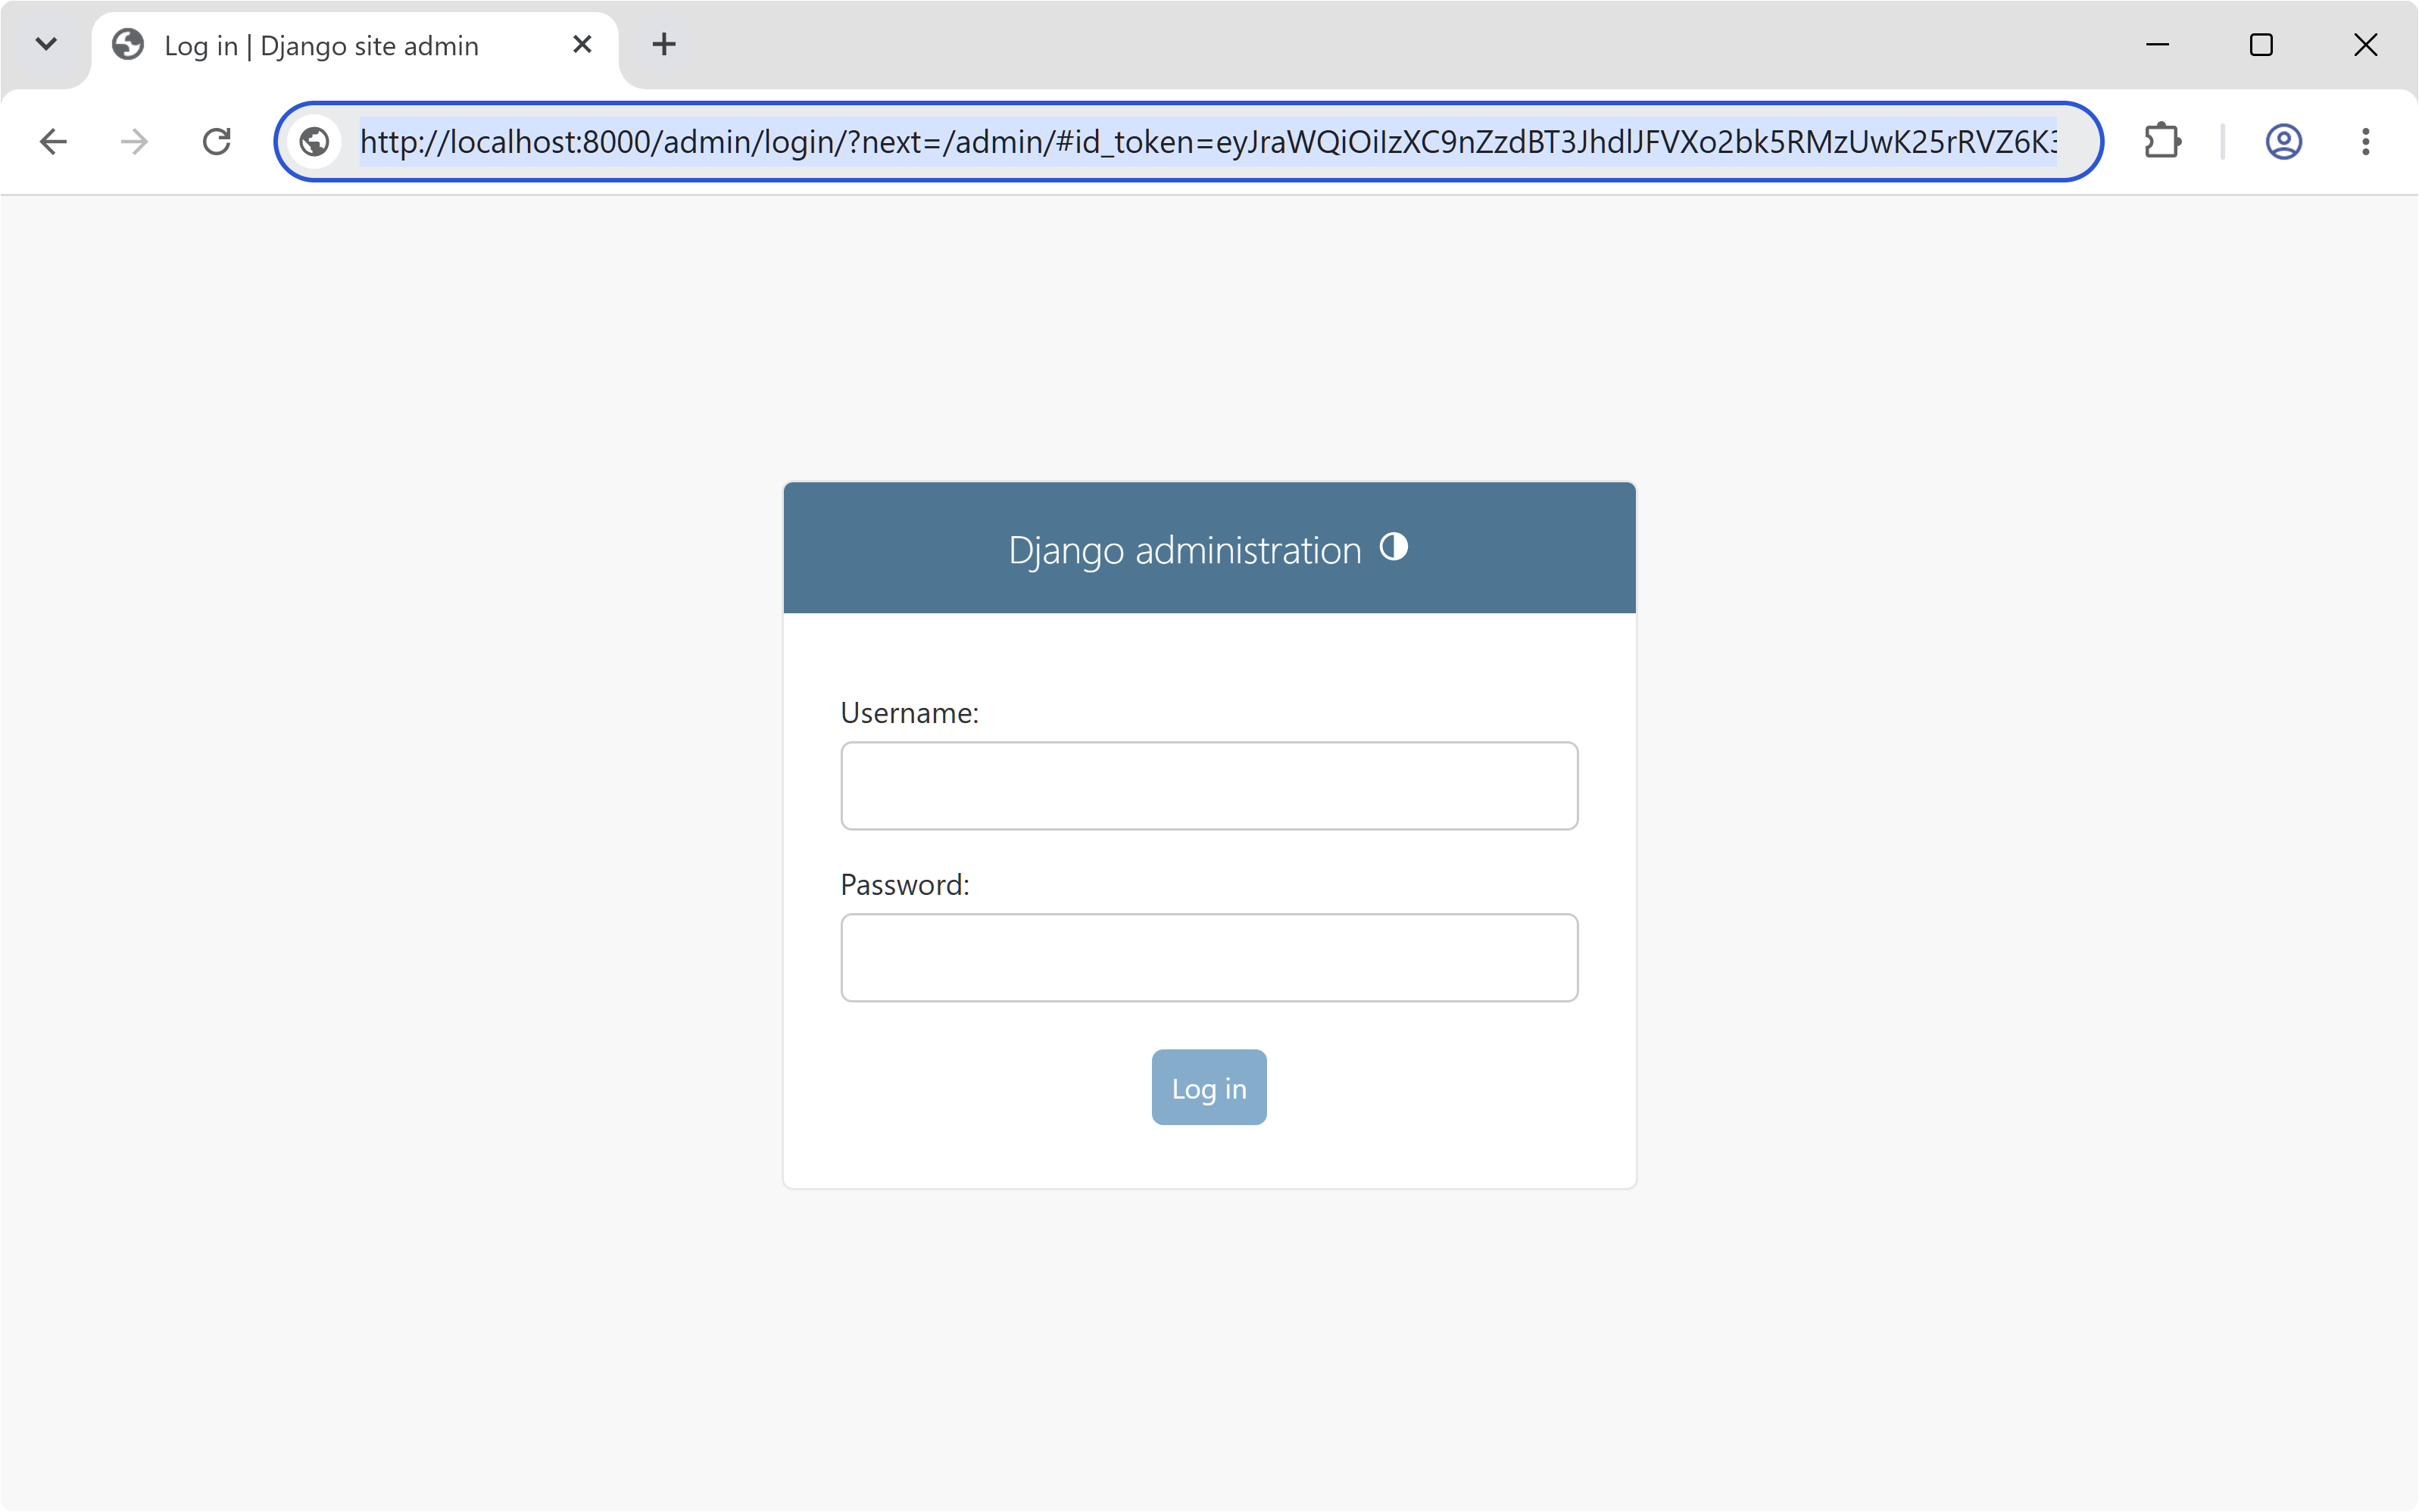 Log in | Django site admin
http://localhost:8000/admin/login/?next=/admin/#id_token=eyJraWQiOiIzXC9nZzdBT3JhdlJFVXo2bk5RMzUwK25rRVZ6K3
Django administration
Username:
Password:
Log in